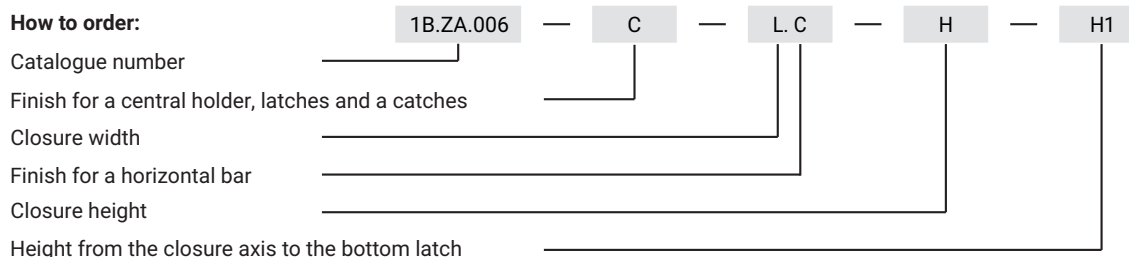 How to order: 1B.ZA.006 — C — L. C — H — H1
Catalogue number
Finish for a central holder, latches and a catches
Closure width
Finish for a horizontal bar
Closure height
Height from the closure axis to the bottom latch